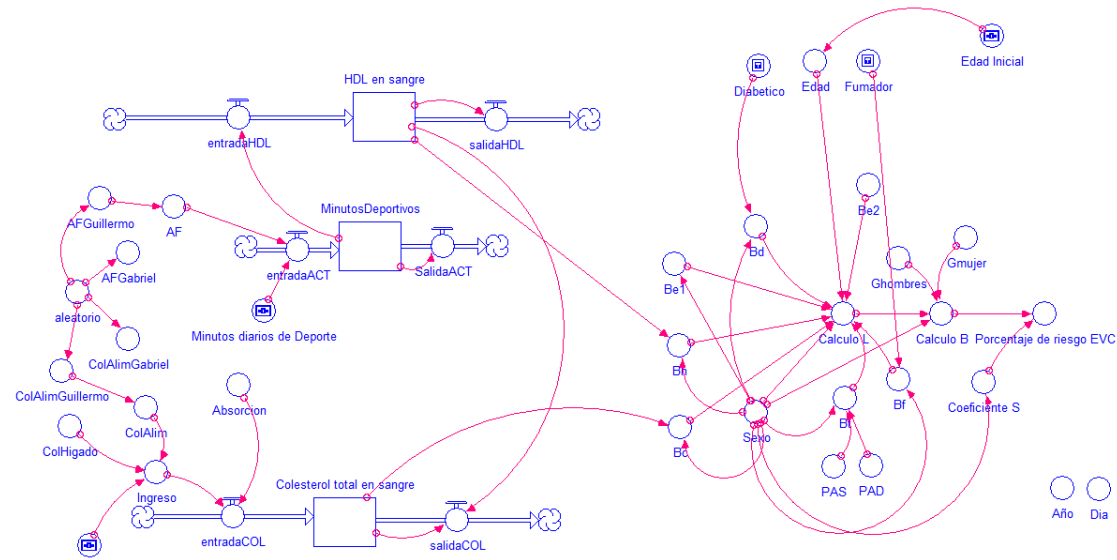 Edad Inicial
HDL en sangre
Diabetico
Edad
Fumador
entradaHDL
salidaHDL
AFGuillermo
AF
MinutosDeportivos
Be2
AFGabriel
entradaACT
SalidaACT
Bd
Gmujer
Be1
Ghombres
aleatorio
Minutos diarios de Deporte
Calculo L
Calculo B
Porcentaje de riesgo EVC
ColAlimGabriel
Bh
ColAlimGuillermo
Absorcion
Bf
Coeficiente S
ColAlim
Bt
Sexo
Bc
ColHigado
Ingreso
Colesterol total en sangre
PAS
PAD
Año
Dia
entradaCOL
salidaCOL